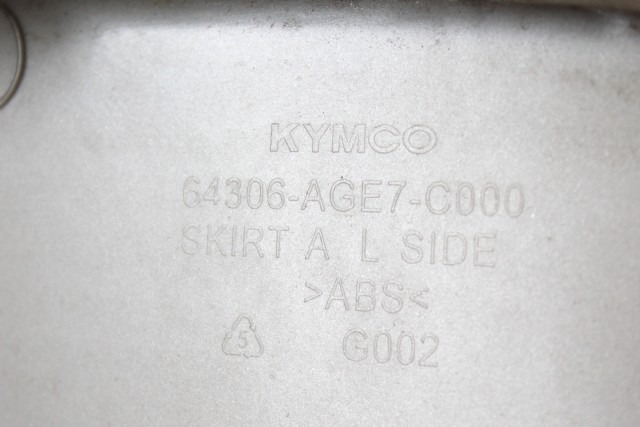 KYMCO
64306-AGE7-C000
SKIRT A L SIDE
>ABS<
5 G002